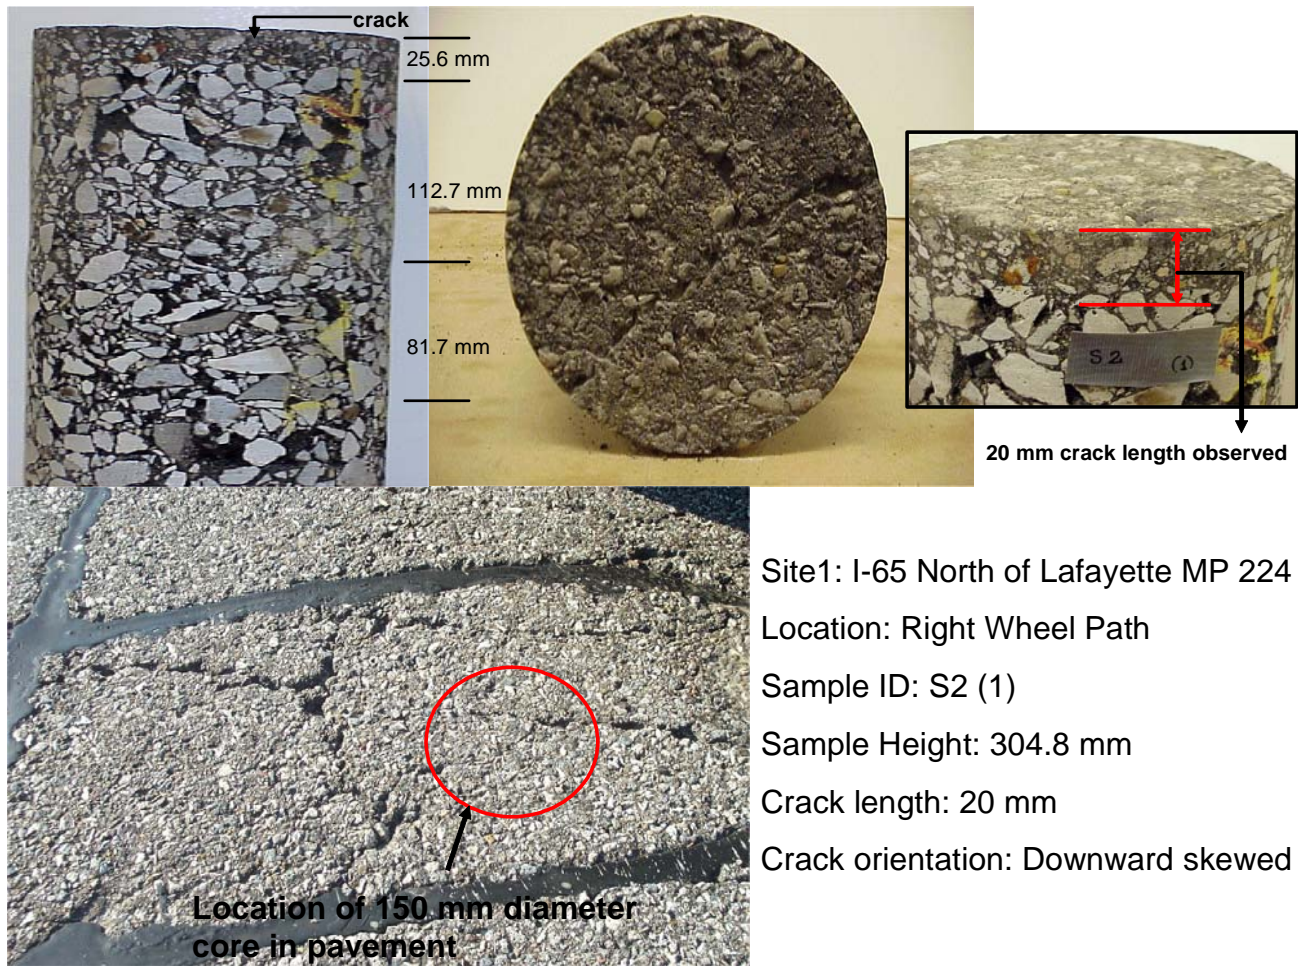 crack
25.6 mm
112.7 mm
81.7 mm
S2 (1)
20 mm crack length observed
Site1: I-65 North of Lafayette MP 224
Location: Right Wheel Path
Sample ID: S2 (1)
Sample Height: 304.8 mm
Crack length: 20 mm
Crack orientation: Downward skewed
Location of 150 mm diameter
core in pavement